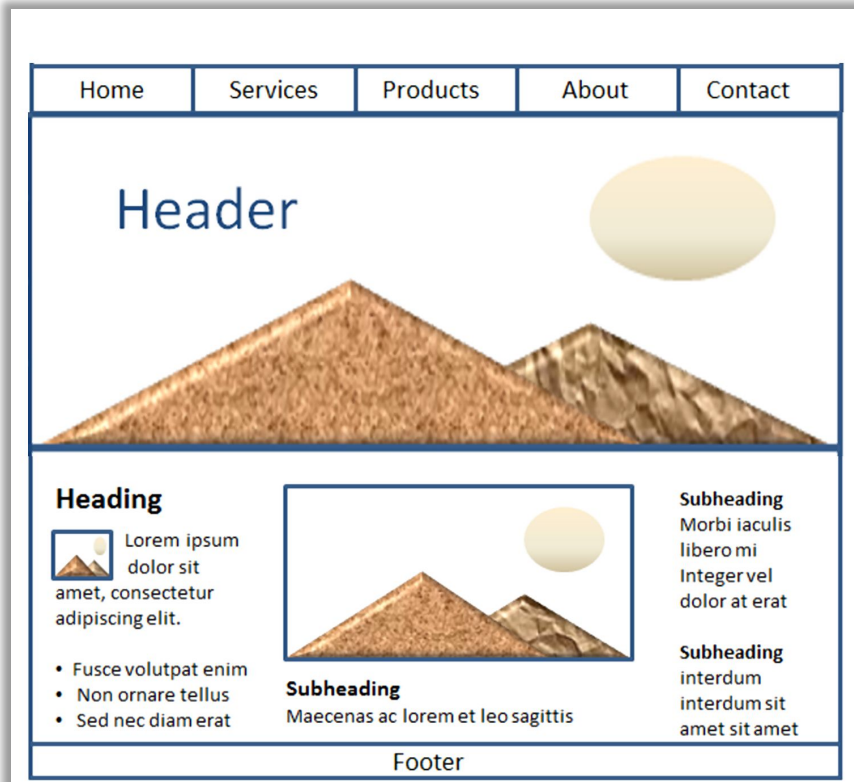 Home Services Products About Contact
Header
Heading
Lorem ipsum
dolor sit
amet, consectetur
adipiscing elit.
• Fusce volutpat enim
• Non ornare tellus
• Sed nec diam erat
Subheading
Maecenas ac lorem et leo sagittis
Subheading
Morbi iaculis
libero mi
Integer vel
dolor at erat
Subheading
interdum
interdum sit
amet sit amet
Footer